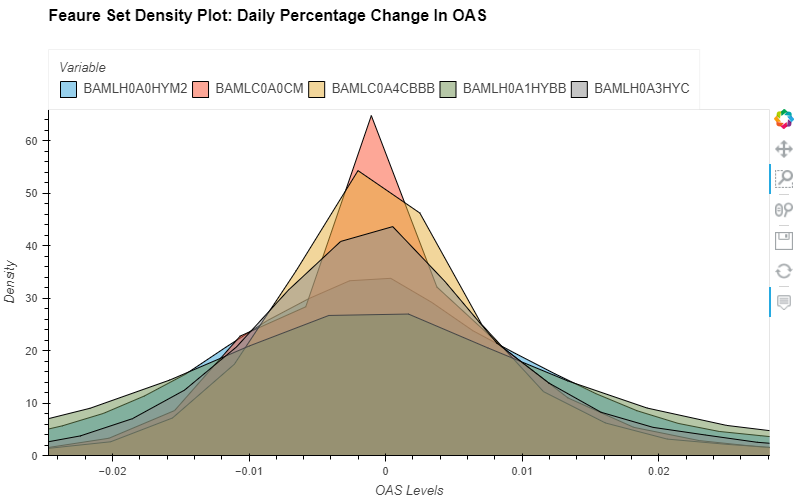 Feaure Set Density Plot: Daily Percentage Change In OAS
Variable
BAMLH0A0HYM2 BAMLC0A0CM BAMLC0A4CBBB BAMLH0A1HYBB BAMLH0A3HYC
60
50
40
30
20
10
0
Density
−0.02 −0.01 0 0.01 0.02
OAS Levels